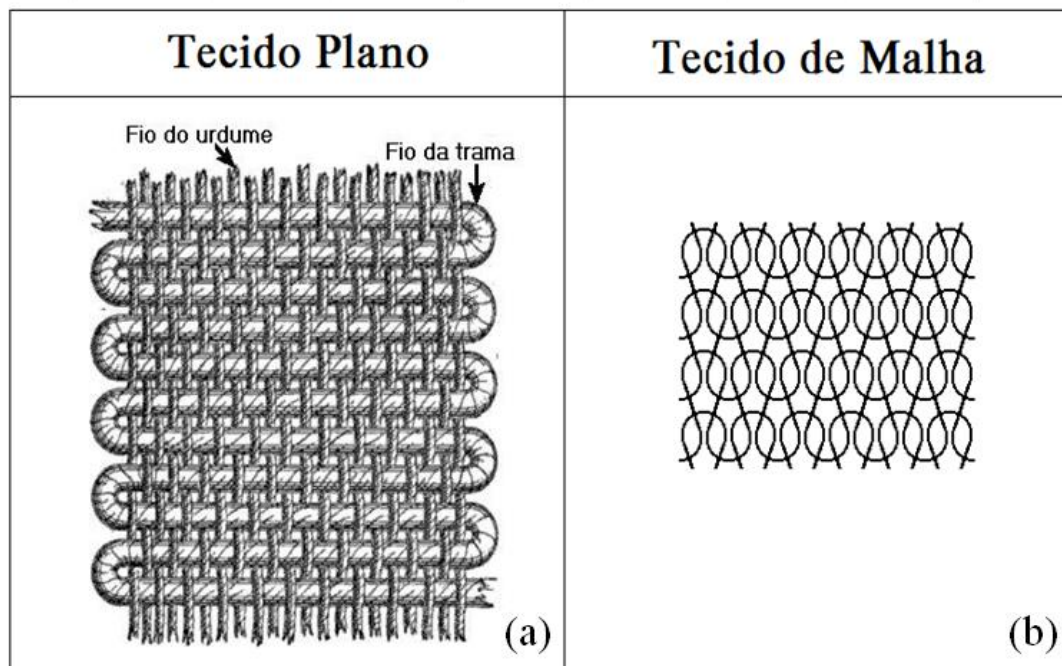 Tecido Plano
Tecido de Malha
Fio do urdume
Fio da trama
(a)
(b)